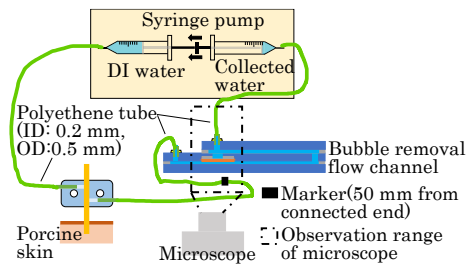 Syringe pump
DI water
Collected
water
Polyethene tube
(ID: 0.2 mm,
OD:0.5 mm)
Bubble removal
flow channel
Marker(50 mm from
connected end)
Observation range
of microscope
Porcine
skin
Microscope